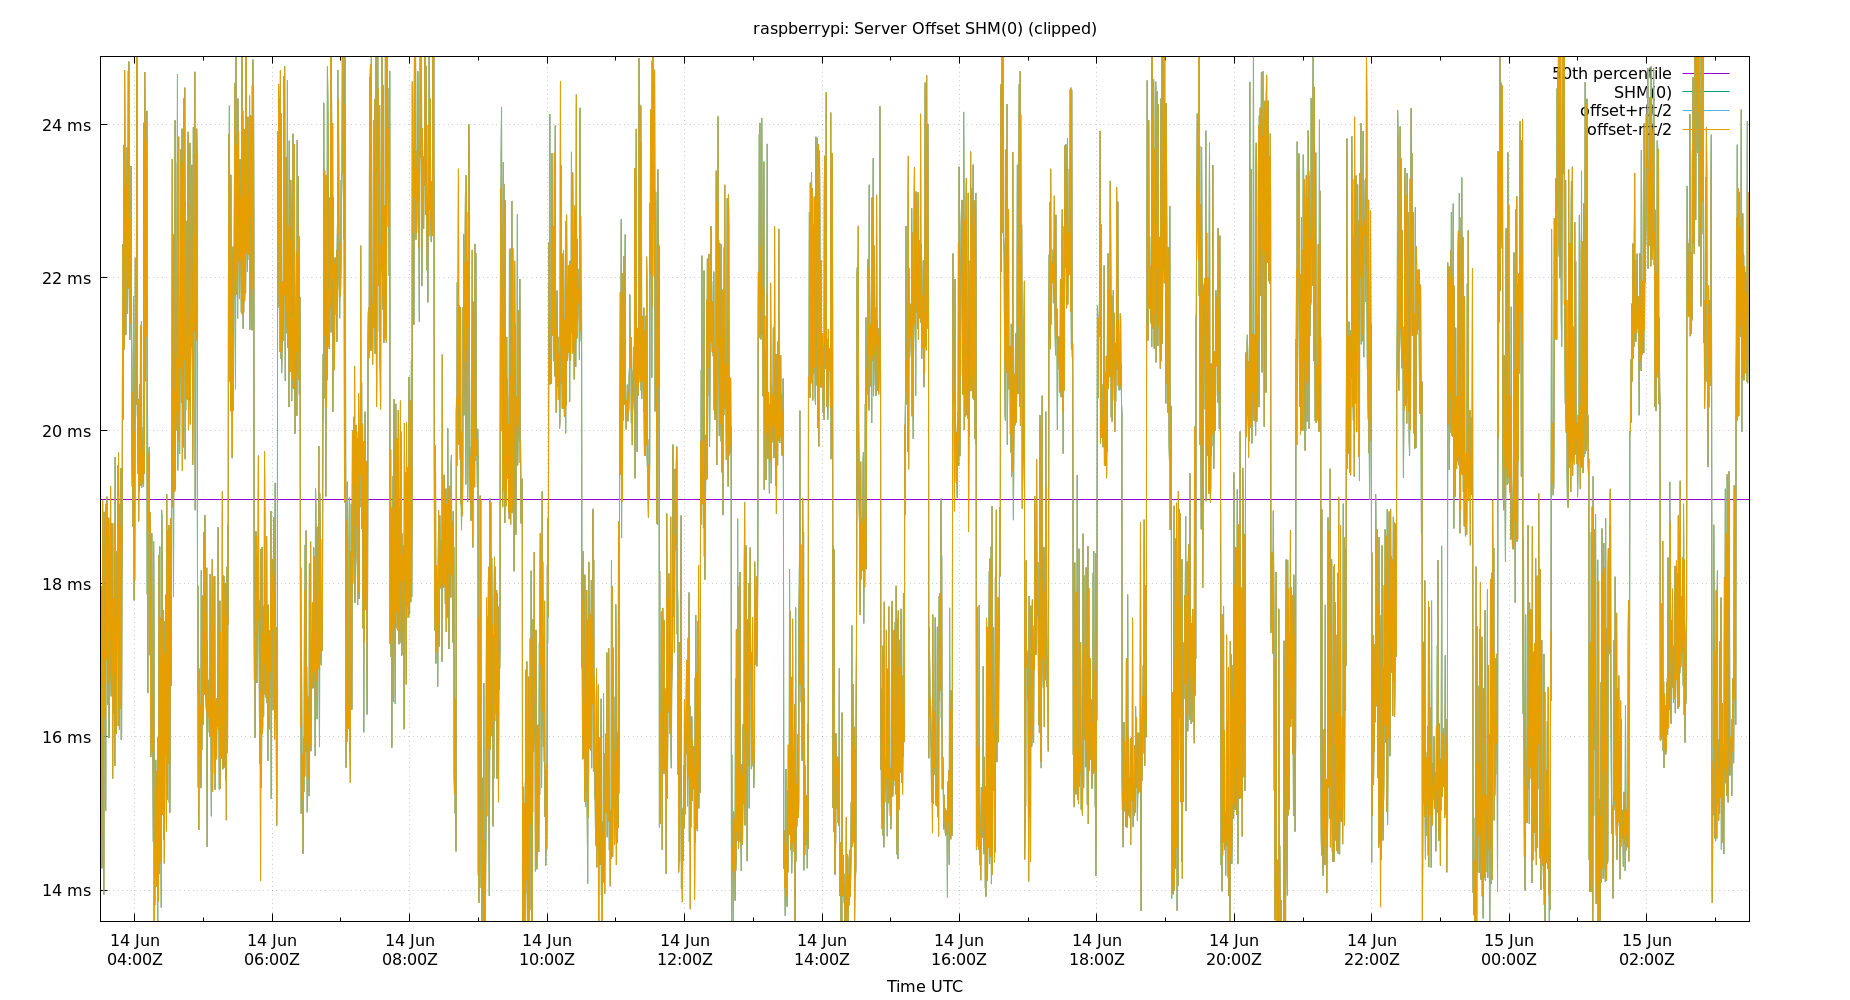 raspberrypi: Server Offset SHM(0) (clipped)
50th percentile
SHM(0)
offset+rtt/2
offset-rtt/2
24 ms
22 ms
20 ms
18 ms
16 ms
14 ms
14 Jun 14 Jun 14 Jun 14 Jun 14 Jun 14 Jun 14 Jun 14 Jun 14 Jun 14 Jun 15 Jun 15 Jun
04:00Z 06:00Z 08:00Z 10:00Z 12:00Z 14:00Z 16:00Z 18:00Z 20:00Z 22:00Z 00:00Z 02:00Z
Time UTC